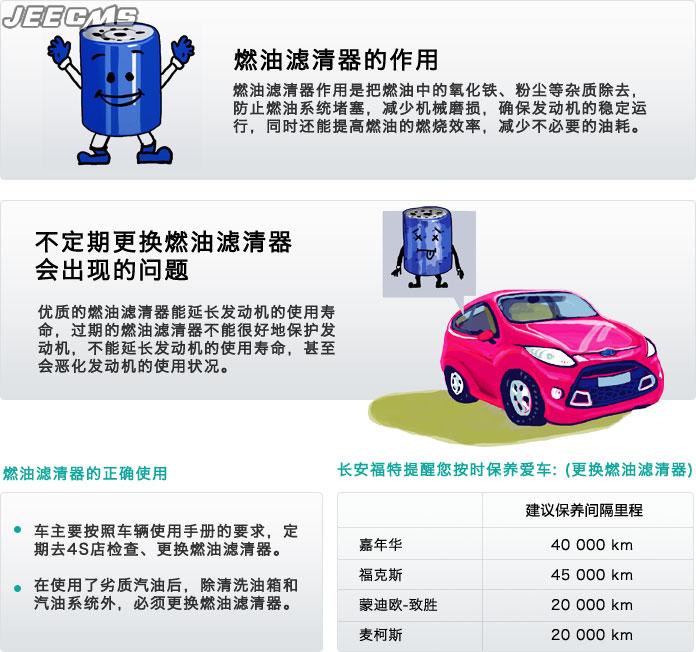 JEECMS
燃油滤清器的作用
燃油滤清器作用是把燃油中的氧化铁、粉尘等杂质除去，
防止燃油系统堵塞，减少机械磨损，确保发动机的稳定运
行，同时还能提高燃油的燃烧效率，减少不必要的油耗。
不定期更换燃油滤清器
会出现的问题
优质的燃油滤清器能延长发动机的使用寿
命，过期的燃油滤清器不能很好地保护发
动机，不能延长发动机的使用寿命，甚至
会恶化发动机的使用状况。
燃油滤清器的正确使用
车主要按照车辆使用手册的要求，定
期去4S店检查、更换燃油滤清器。
在使用了劣质汽油后，除清洗油箱和
汽油系统外，必须更换燃油滤清器。
长安福特提醒您按时保养爱车：(更换燃油滤清器)
建议保养间隔里程
嘉年华 40 000 km
福克斯 45 000 km
蒙迪欧-致胜 20 000 km
麦柯斯 20 000 km